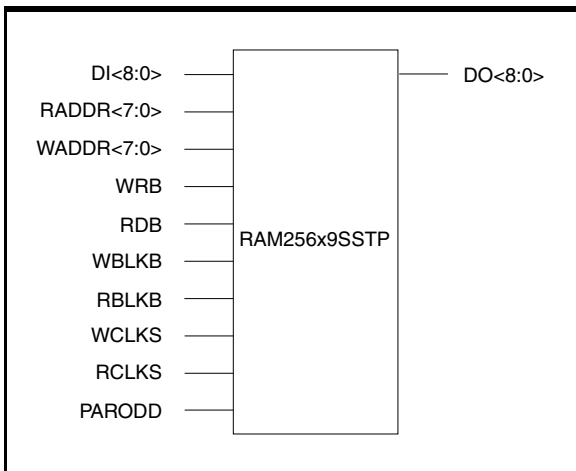 DI<8:0>
DO<8:0>
RADDR<7:0>
WADDR<7:0>
WRB
RDB
RAM256x9SSTP
WBLKB
RBLKB
WCLKS
RCLKS
PARODD